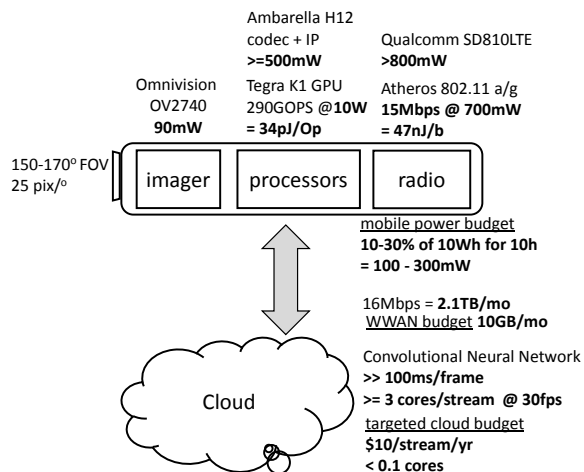 Ambarella H12
codec + IP
>=500mW
Qualcomm SD810LTE
>800mW
Omnivision
OV2740
90mW
Tegra K1 GPU
290GOPS @10W
= 34pJ/Op
Atheros 802.11 a/g
15Mbps @ 700mW
= 47nJ/b
150-170° FOV
25 pix/°
imager
processors
radio
mobile power budget
10-30% of 10Wh for 10h
= 100 - 300mW
16Mbps = 2.1TB/mo
WWAN budget 10GB/mo
Cloud
Convolutional Neural Network
>> 100ms/frame
>= 3 cores/stream @ 30fps
targeted cloud budget
$10/stream/yr
< 0.1 cores